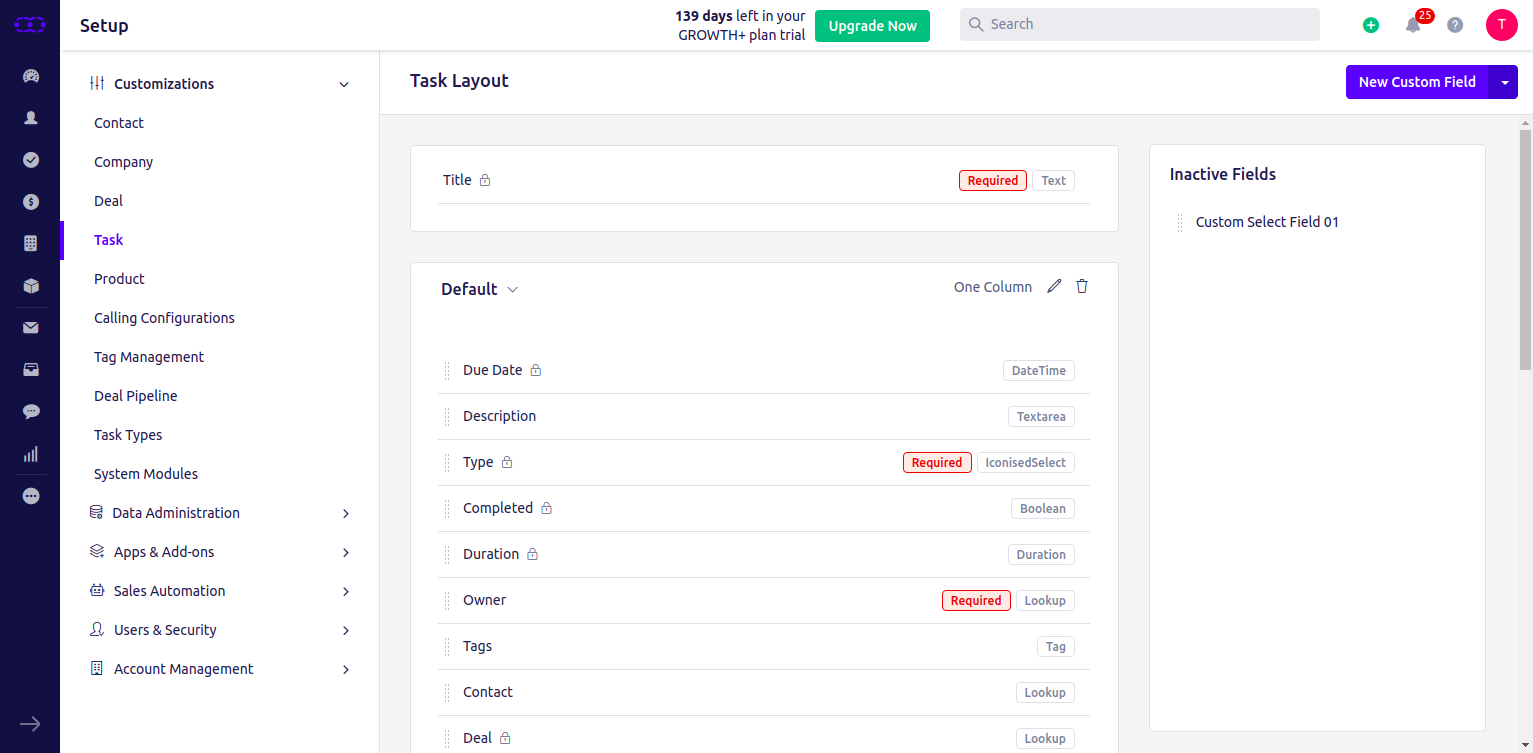 Setup
139 days left in your
GROWTH+ plan trial
Upgrade Now
Search
25
T
Customizations
Contact
Company
Deal
Task
Product
Calling Configurations
Tag Management
Deal Pipeline
Task Types
System Modules
Data Administration
Apps & Add-ons
Sales Automation
Users & Security
Account Management
Task Layout
New Custom Field
Title
Required
Text
Default
One Column
Due Date
DateTime
Description
Textarea
Type
Required
IconisedSelect
Completed
Boolean
Duration
Duration
Owner
Required
Lookup
Tags
Tag
Contact
Lookup
Deal
Lookup
Inactive Fields
Custom Select Field 01